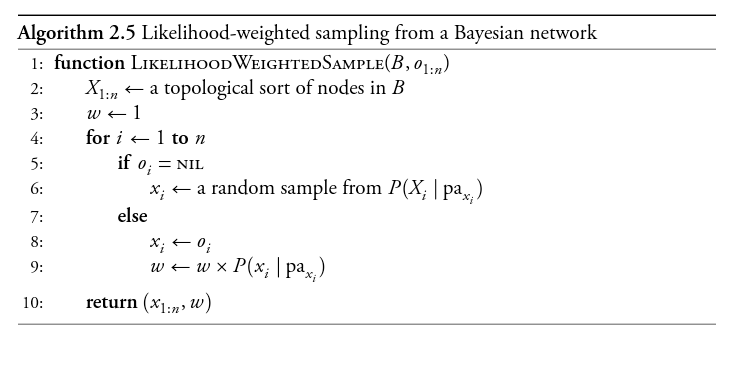 Algorithm 2.5 Likelihood-weighted sampling from a Bayesian network
1: function LIKELIHOODWEIGHTEDSAMPLE(B, o_{1:n})
2: X_{1:n} ← a topological sort of nodes in B
3: w ← 1
4: for i ← 1 to n
5: if o_i = NIL
6: x_i ← a random sample from P(X_i | pa_{x_i})
7: else
8: x_i ← o_i
9: w ← w × P(x_i | pa_{x_i})
10: return (x_{1:n}, w)